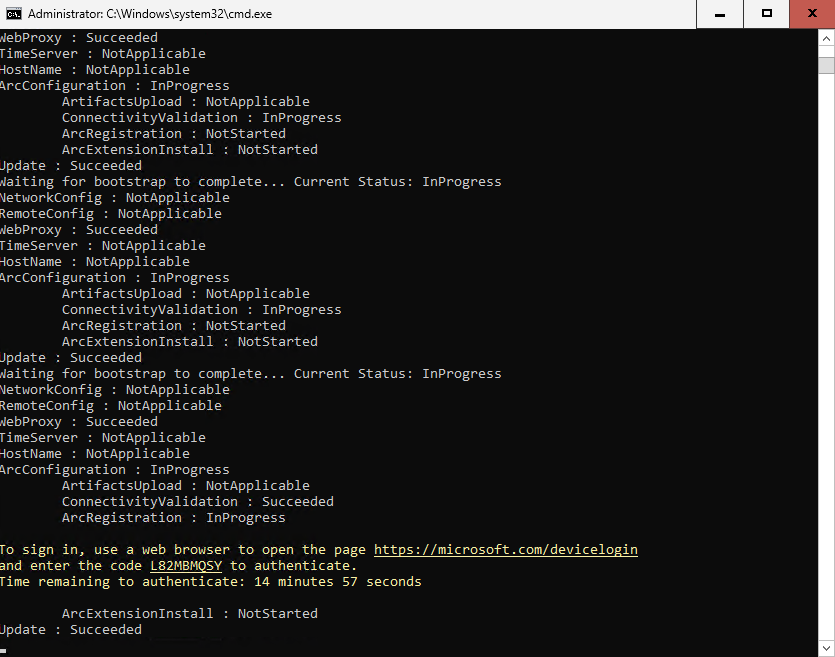 Administrator: C:\Windows\system32\cmd.exe
WebProxy : Succeeded
TimeServer : NotApplicable
HostName : NotApplicable
ArcConfiguration : InProgress
ArtifactsUpload : NotApplicable
ConnectivityValidation : InProgress
ArcRegistration : NotStarted
ArcExtensionInstall : NotStarted
Update : Succeeded
Waiting for bootstrap to complete... Current Status: InProgress
NetworkConfig : NotApplicable
RemoteConfig : NotApplicable
WebProxy : Succeeded
TimeServer : NotApplicable
HostName : NotApplicable
ArcConfiguration : InProgress
ArtifactsUpload : NotApplicable
ConnectivityValidation : InProgress
ArcRegistration : NotStarted
ArcExtensionInstall : NotStarted
Update : Succeeded
Waiting for bootstrap to complete... Current Status: InProgress
NetworkConfig : NotApplicable
RemoteConfig : NotApplicable
WebProxy : Succeeded
TimeServer : NotApplicable
HostName : NotApplicable
ArcConfiguration : InProgress
ArtifactsUpload : NotApplicable
ConnectivityValidation : Succeeded
ArcRegistration : InProgress
To sign in, use a web browser to open the page https://microsoft.com/devicelogin
and enter the code L82MBMQSY to authenticate.
Time remaining to authenticate: 14 minutes 57 seconds
ArcExtensionInstall : NotStarted
Update : Succeeded